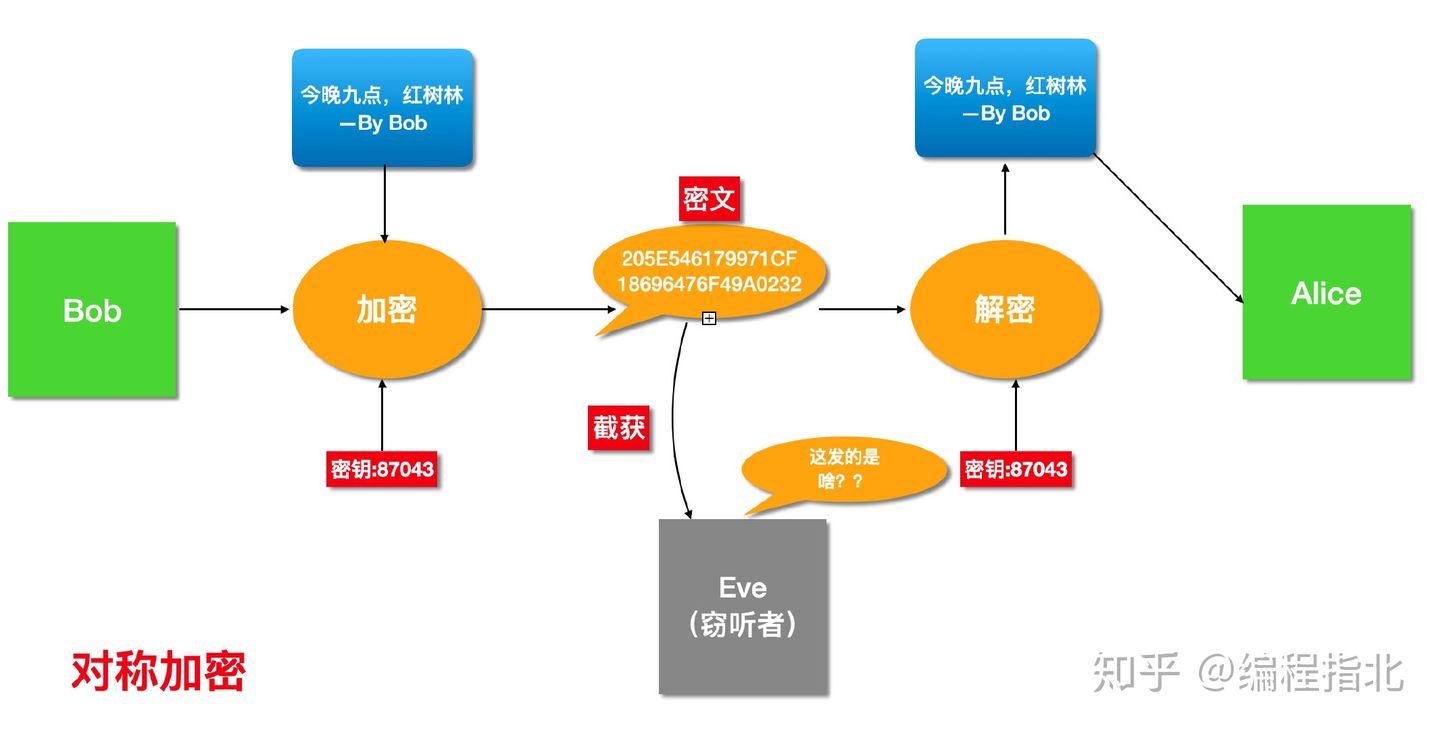 今晚九点，红树林
—By Bob
今晚九点，红树林
—By Bob
密文
205E546179971CF
18696476F49A0232
Bob
加密
解密
Alice
截获
密钥:87043
这发的是
啥？？
密钥:87043
Eve
（窃听者）
对称加密
知乎 @编程指北